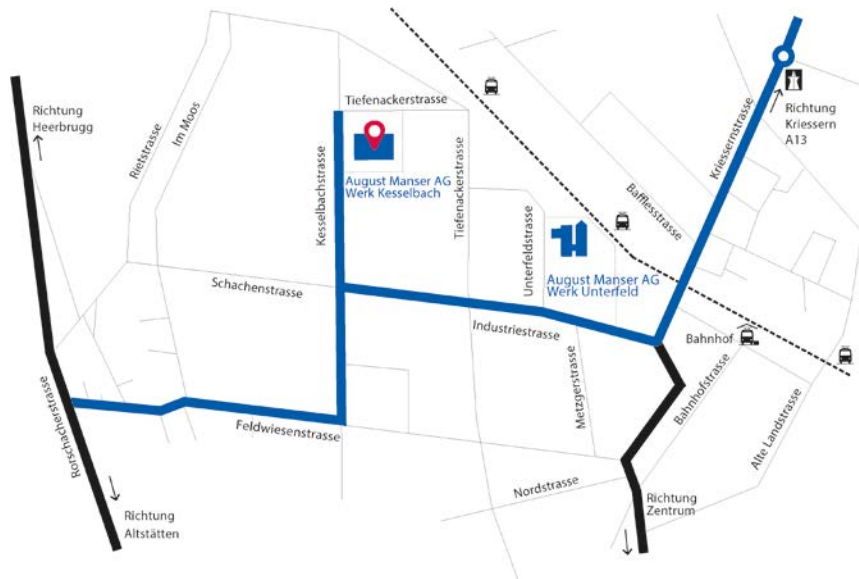 Richtung
Heerbrugg
Rietstrasse
Im Moos
Tiefenackerstrasse
Kesselbachstrasse
August Manser AG
Werk Kesselbach
Tiefenackerstrasse
Unterfeldstrasse
Bafflesstrasse
Kriessernstrasse
Richtung
Kriessern
A13
August Manser AG
Werk Unterfeld
Schachenstrasse
Industriestrasse
Bahnhof
Metzgerstrasse
Bahnhofstrasse
Alte Landstrasse
Rorschacherstrasse
Feldwiesenstrasse
Nordstrasse
Richtung
Zentrum
Richtung
Altstätten